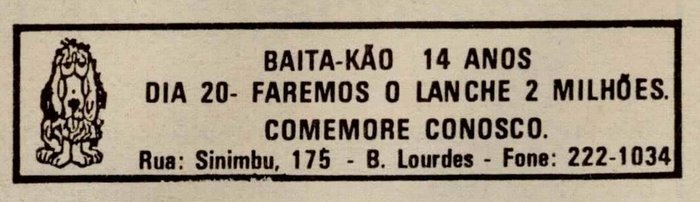 BAITA-KÃO 14 ANOS
DIA 20- FAREMOS O LANCHE 2 MILHÕES.
COMEMORE CONOSCO.
Rua: Sinimbu, 175 - B. Lourdes - Fone: 222-1034